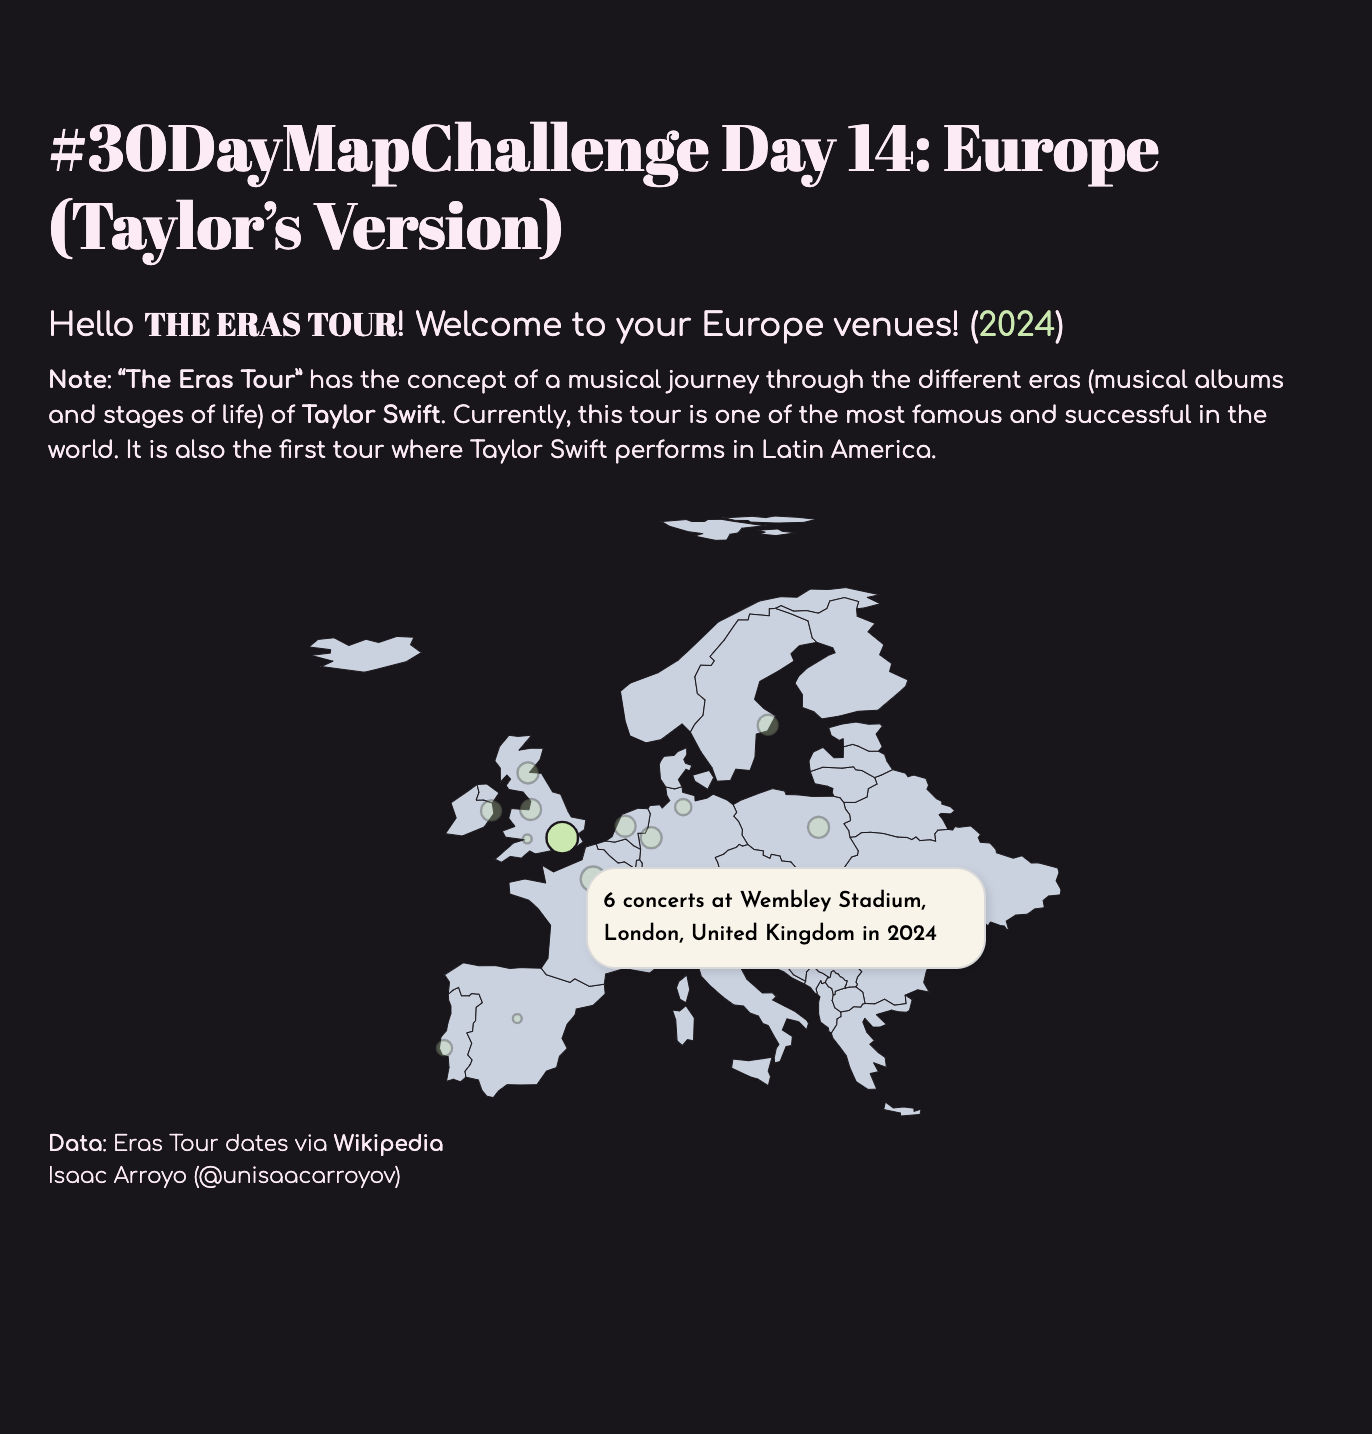 #30DayMapChallenge Day 14: Europe
(Taylor’s Version)
Hello THE ERAS TOUR! Welcome to your Europe venues! (2024)
Note: “The Eras Tour” has the concept of a musical journey through the different eras (musical albums
and stages of life) of Taylor Swift. Currently, this tour is one of the most famous and successful in the
world. It is also the first tour where Taylor Swift performs in Latin America.
6 concerts at Wembley Stadium,
London, United Kingdom in 2024
Data: Eras Tour dates via Wikipedia
Isaac Arroyo (@unisaacarroyov)